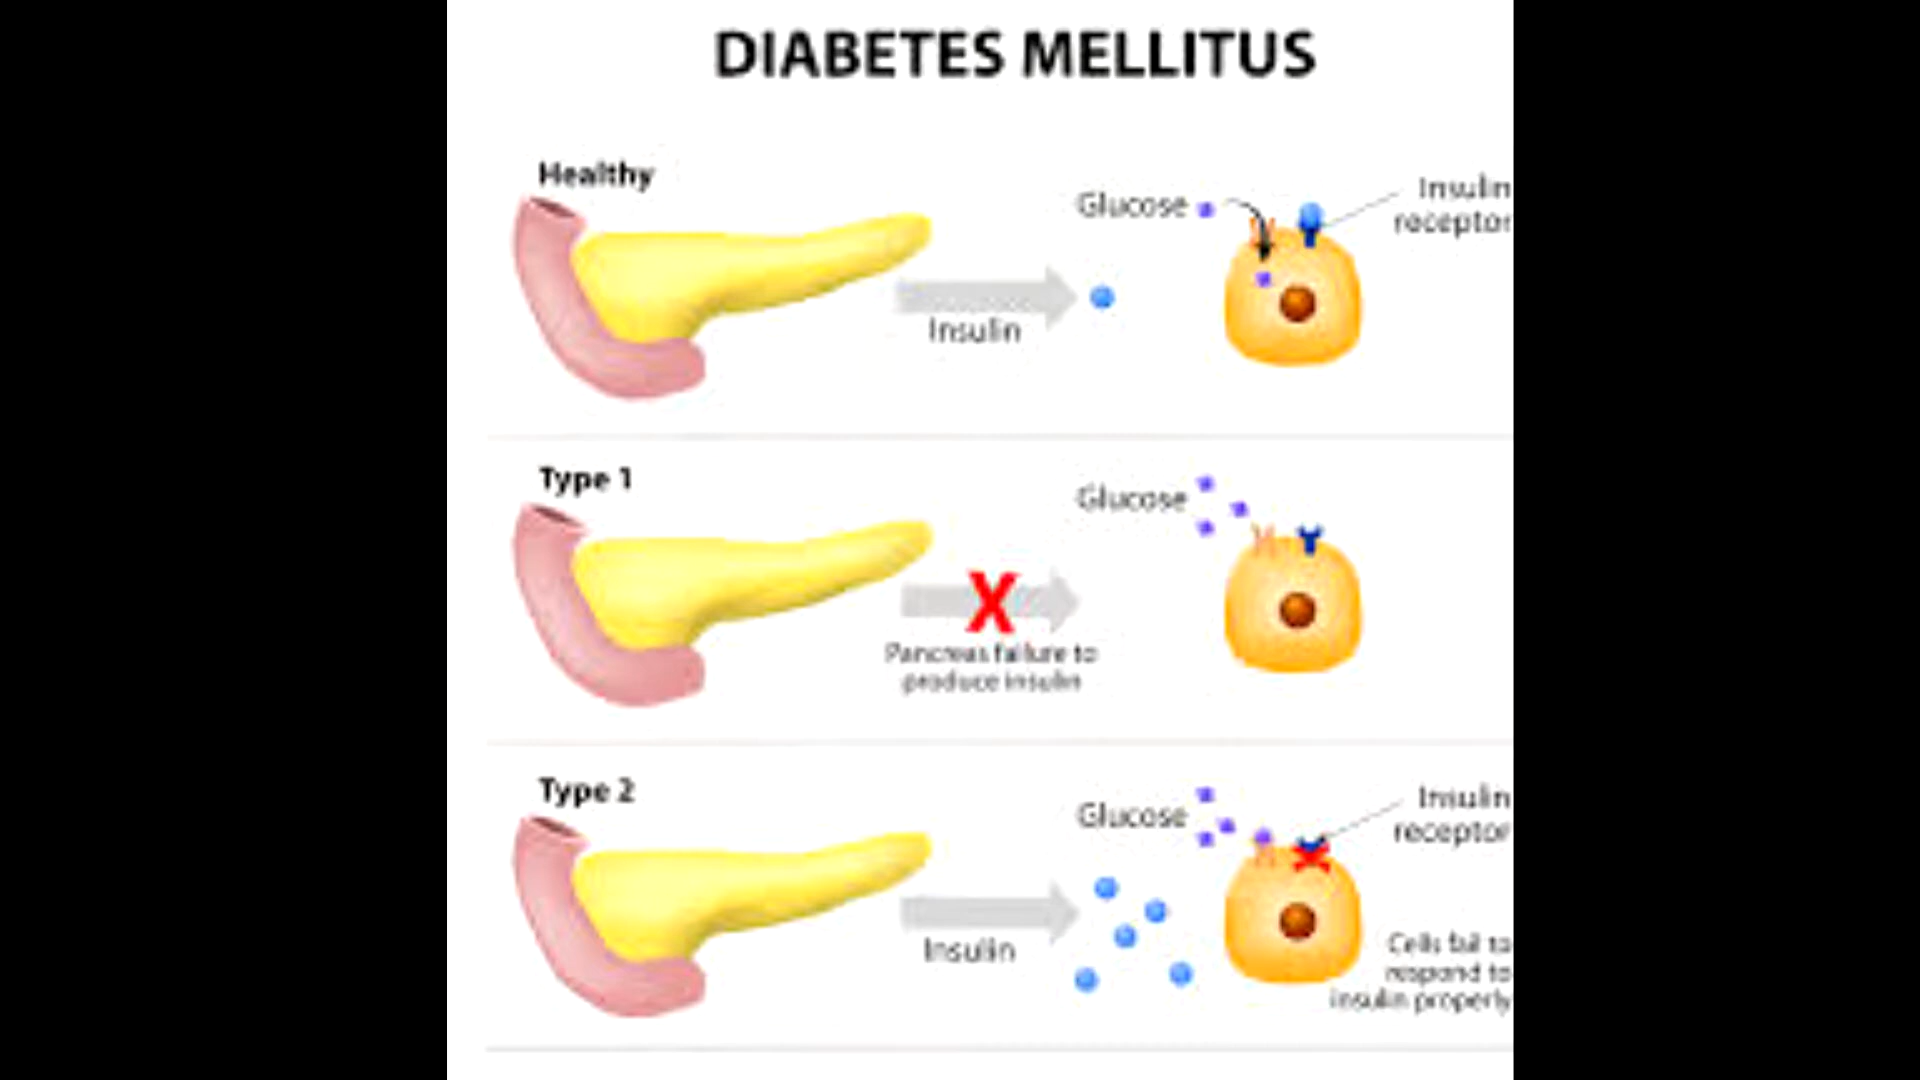 DIABETES MELLITUS
Healthy
Glucose
Insulin
receptor
Insulin
Type 1
Glucose
Pancreas failure to
produce insulin
Type 2
Glucose
Insulin
receptor
Insulin
Cells fail to
respond to
insulin properly
X